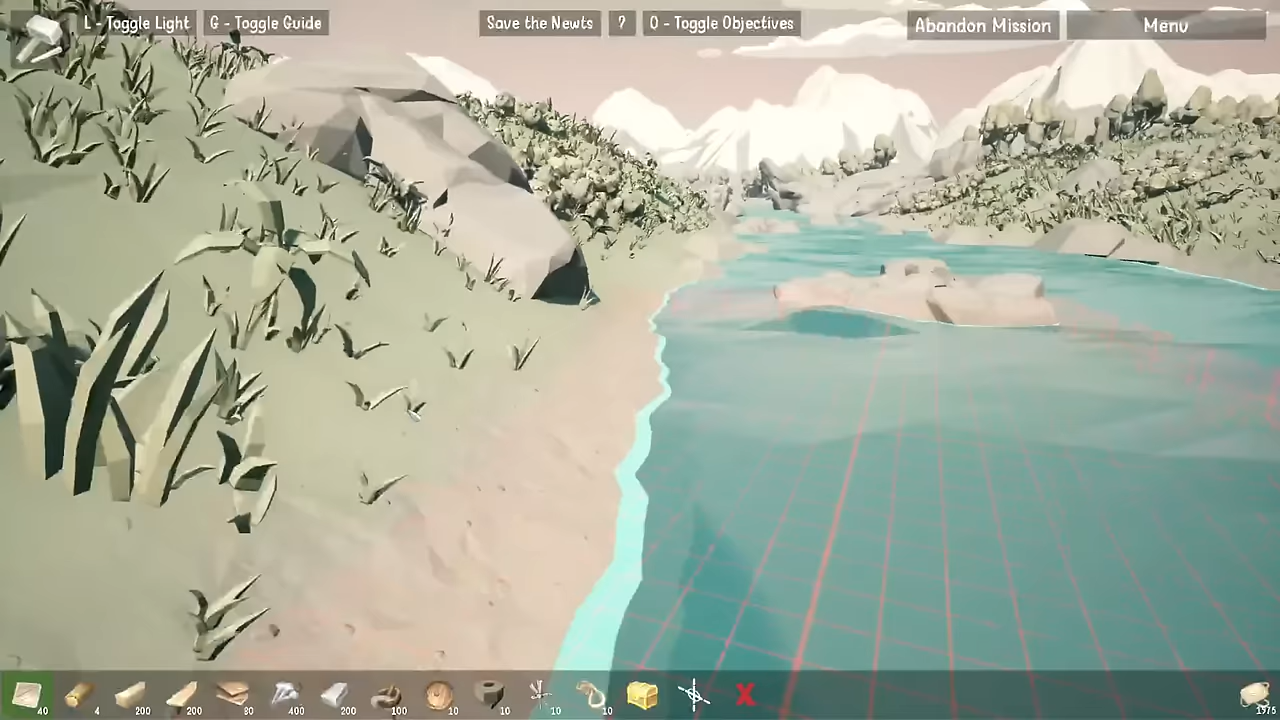 L - Toggle Light
G - Toggle Guide
Save the Newts
?
O - Toggle Objectives
Abandon Mission
Menu
40
4
200
200
80
400
200
100
10
10
10
10
1976